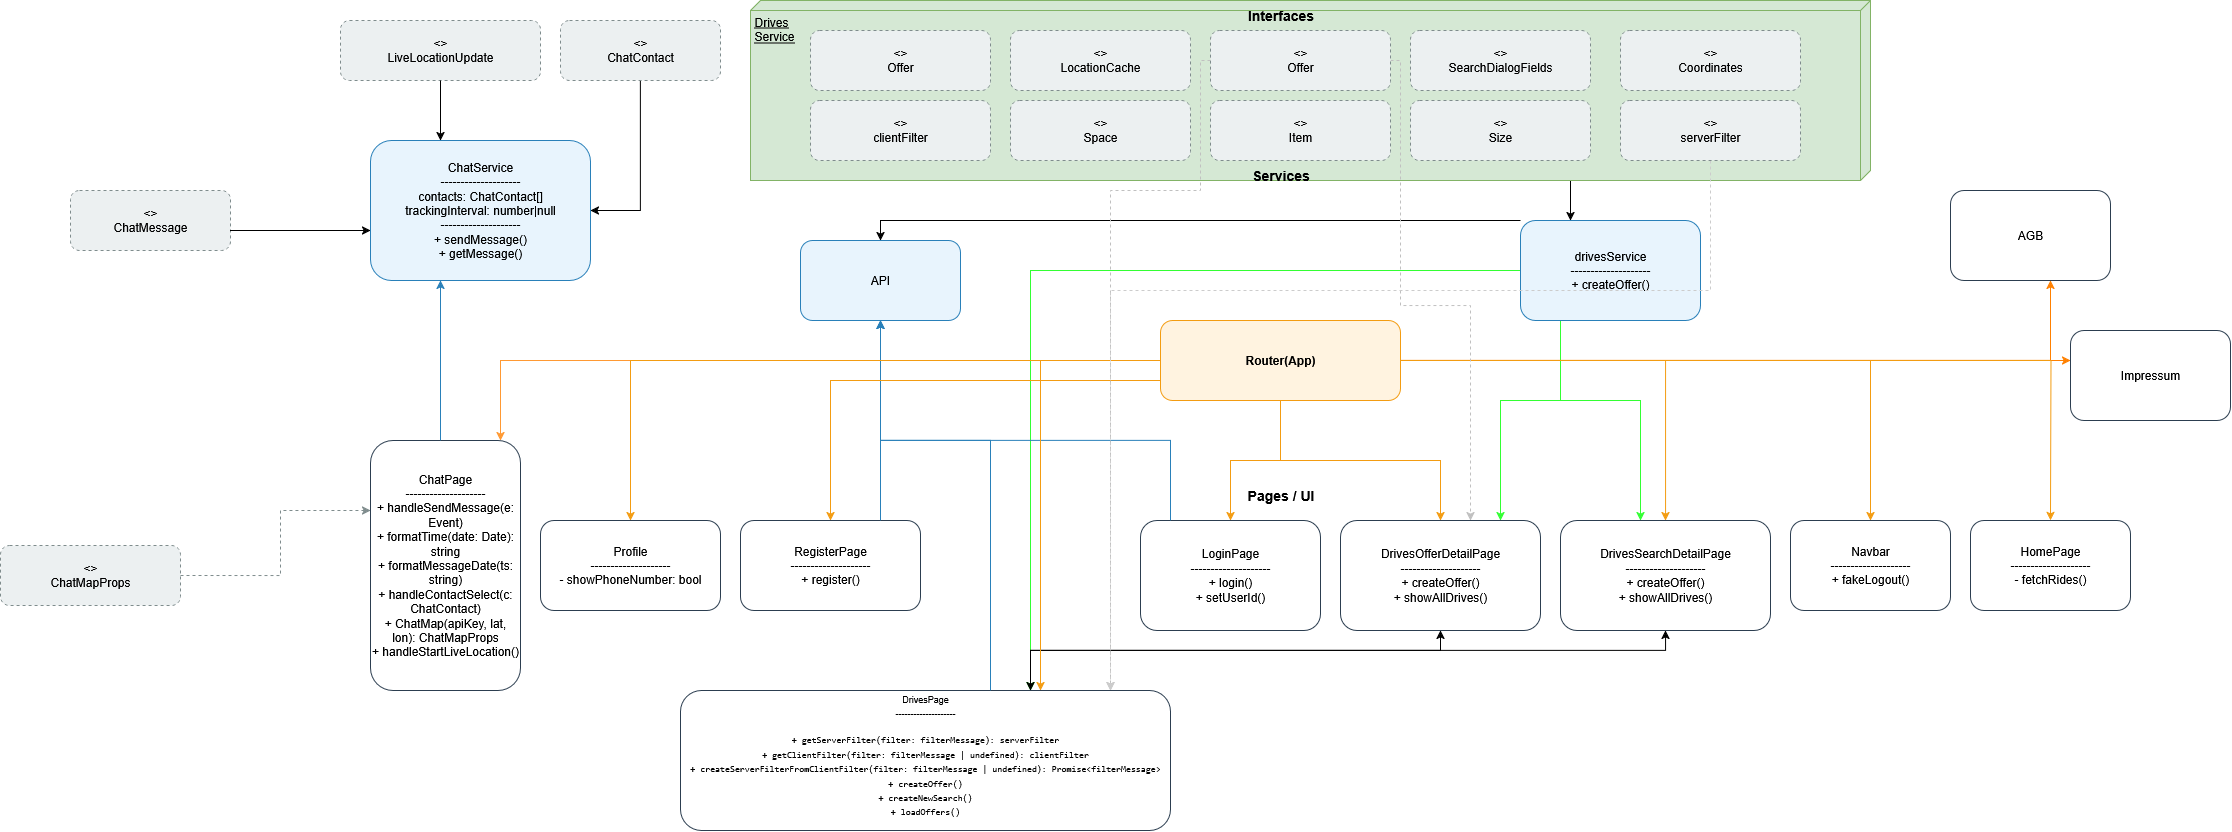 Interfaces
Drives
Service
<>
LiveLocationUpdate
<>
ChatContact
<>
Offer
<>
LocationCache
<>
Offer
<>
SearchDialogFields
<>
Coordinates
<>
clientFilter
<>
Space
<>
Item
<>
Size
<>
serverFilter
Services
ChatService
--------------------
contacts: ChatContact[]
trackingInterval: number|null
--------------------
+ sendMessage()
+ getMessage()
<>
ChatMessage
API
drivesService
--------------------
+ createOffer()
AGB
Router(App)
Impressum
Pages / UI
ChatPage
--------------------
+ handleSendMessage(e:
Event)
+ formatTime(date: Date):
string
+ formatMessageDate(ts:
string)
+ handleContactSelect(c:
ChatContact)
+ ChatMap(apiKey, lat,
lon): ChatMapProps
+ handleStartLiveLocation()
<>
ChatMapProps
Profile
--------------------
- showPhoneNumber: bool
RegisterPage
--------------------
+ register()
LoginPage
--------------------
+ login()
+ setUserId()
DrivesOfferDetailPage
--------------------
+ createOffer()
+ showAllDrives()
DrivesSearchDetailPage
--------------------
+ createOffer()
+ showAllDrives()
Navbar
--------------------
+ fakeLogout()
HomePage
--------------------
- fetchRides()
DrivesPage
--------------------
+ getServerFilter(filter: filterMessage): serverFilter
+ getClientFilter(filter: filterMessage | undefined): clientFilter
+ createServerFilterFromClientFilter(filter: filterMessage | undefined): Promise<filterMessage>
+ createOffer()
+ createNewSearch()
+ loadOffers()